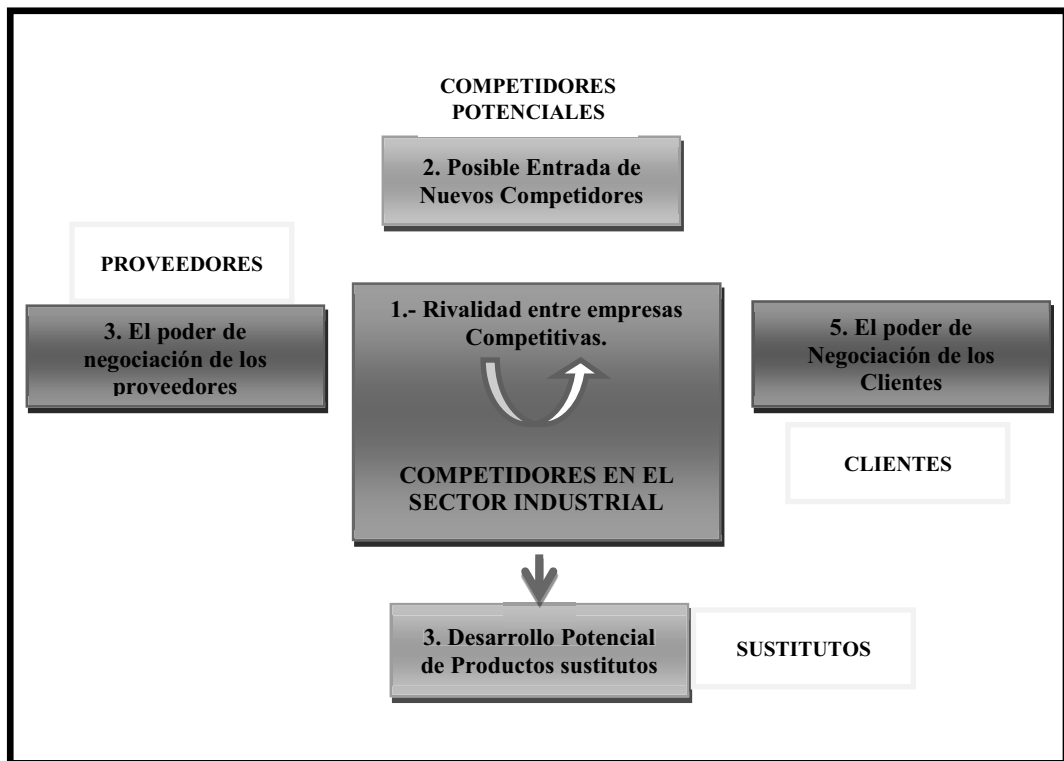 COMPETIDORES
POTENCIALES
2. Posible Entrada de
Nuevos Competidores
PROVEEDORES
3. El poder de
negociación de los
proveedores
1.- Rivalidad entre empresas
Competitivas.
COMPETIDORES EN EL
SECTOR INDUSTRIAL
5. El poder de
Negociación de los
Clientes
CLIENTES
3. Desarrollo Potencial
de Productos sustitutos
SUSTITUTOS